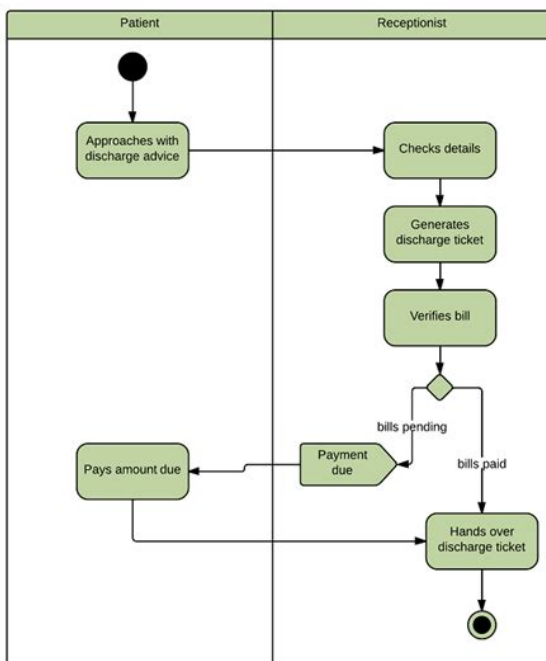 Patient
Receptionist
Approaches with
discharge advice
Checks details
Generates
discharge ticket
Verifies bill
bills pending
Payment
due
Pays amount due
bills paid
Hands over
discharge ticket